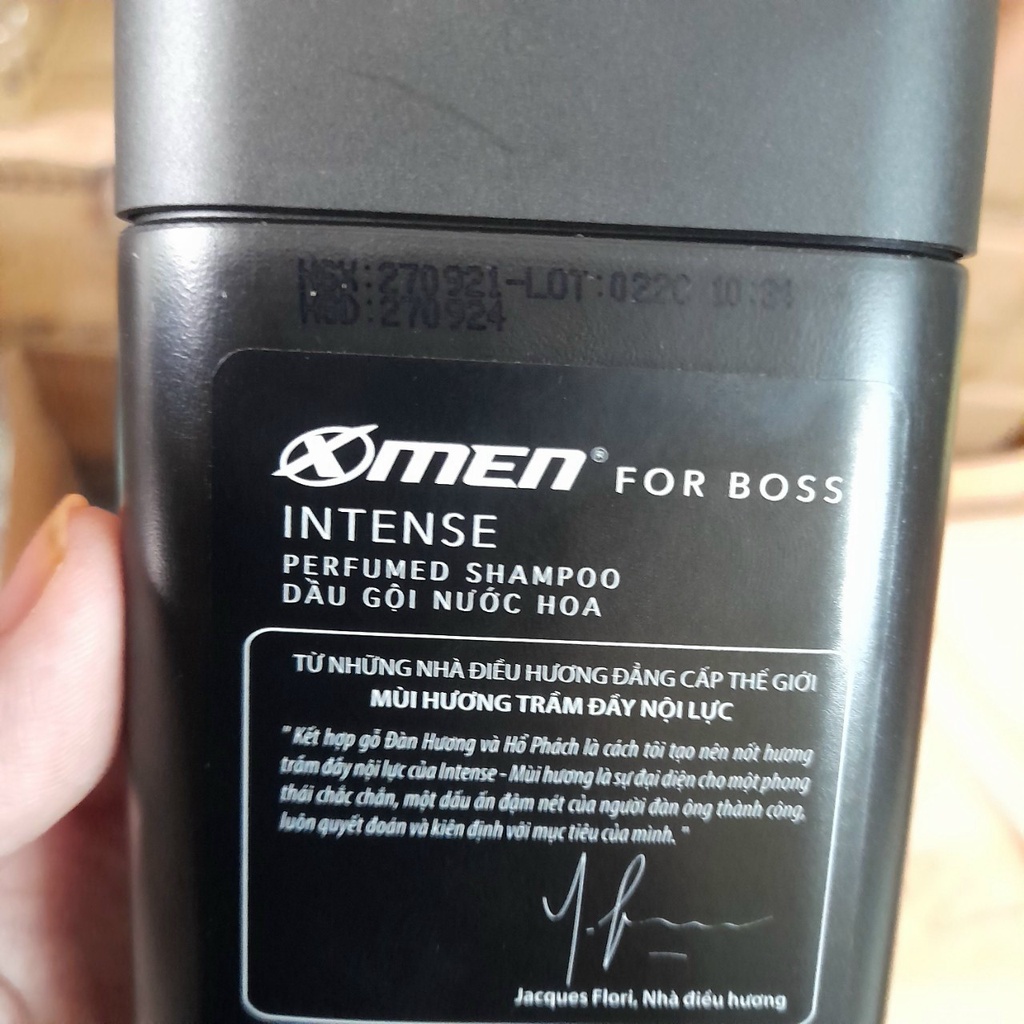 NSX:270921-LOT:022C 10:34
HSD:270924
XMEN® FOR BOSS
INTENSE
PERFUMED SHAMPOO
DẦU GỘI NƯỚC HOA
TỪ NHỮNG NHÀ ĐIỀU HƯƠNG ĐẲNG CẤP THẾ GIỚI
MÙI HƯƠNG TRẦM ĐẦY NỘI LỰC
" Kết hợp gỗ Đàn Hương và Hổ Phách là cách tôi tạo nên nốt hương
trầm đầy nội lực của Intense - Mùi hương là sự đại diện cho một phong
thái chắc chắn, một dấu ấn đậm nét của người đàn ông thành công,
luôn quyết đoán và kiên định với mục tiêu của mình. "
Jacques Flori, Nhà điều hương